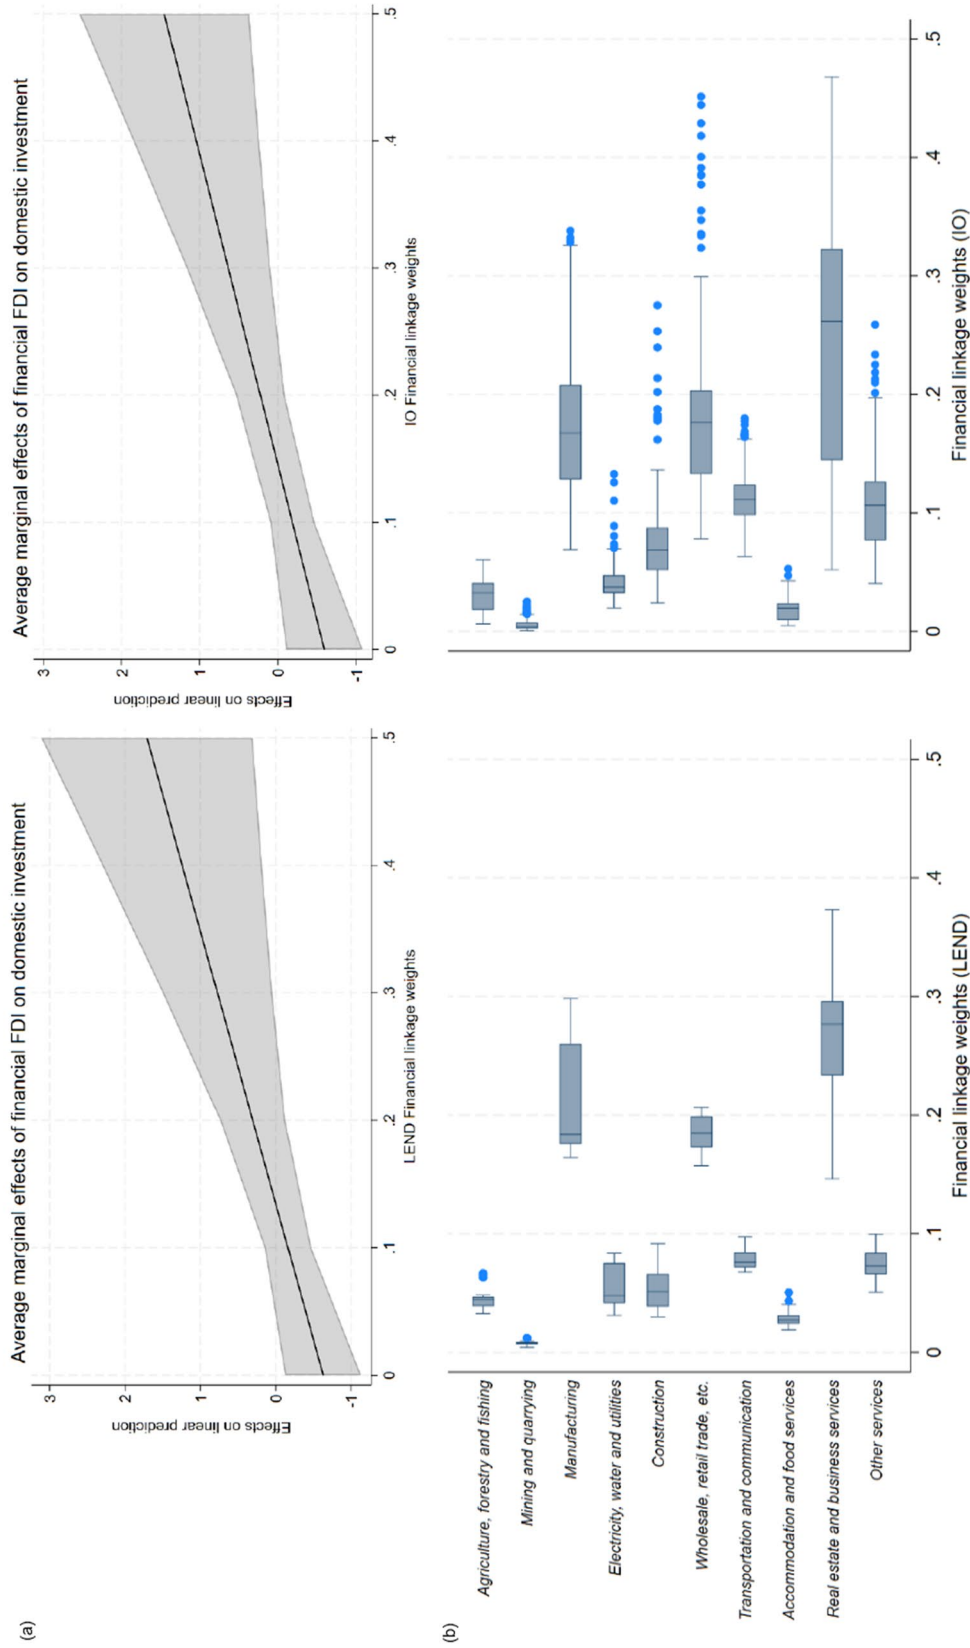 (a)
Average marginal effects of financial FDI on domestic investment
Effects on linear prediction
3
2
1
0
-1
0
.1
.2
.3
.4
.5
LEND Financial linkage weights
Average marginal effects of financial FDI on domestic investment
Effects on linear prediction
3
2
1
0
-1
0
.1
.2
.3
.4
.5
IO Financial linkage weights
(b)
Agriculture, forestry and fishing
Mining and quarrying
Manufacturing
Electricity, water and utilities
Construction
Wholesale, retail trade, etc.
Transportation and communication
Accommodation and food services
Real estate and business services
Other services
0
.1
.2
.3
.4
.5
Financial linkage weights (LEND)
0
.1
.2
.3
.4
.5
Financial linkage weights (IO)